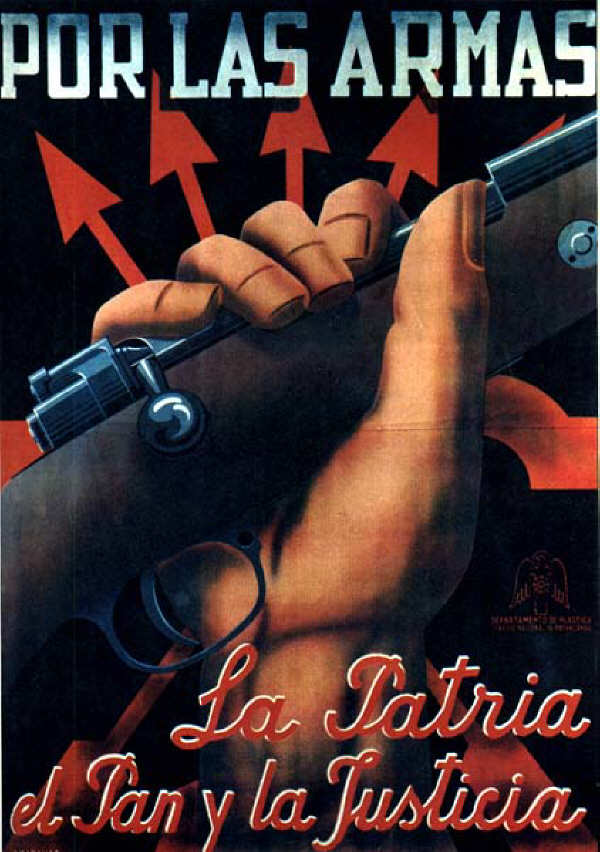 POR LAS ARMAS
DEPARTAMENTO DE PLASTICA
La Patria
el Pan y la Justicia